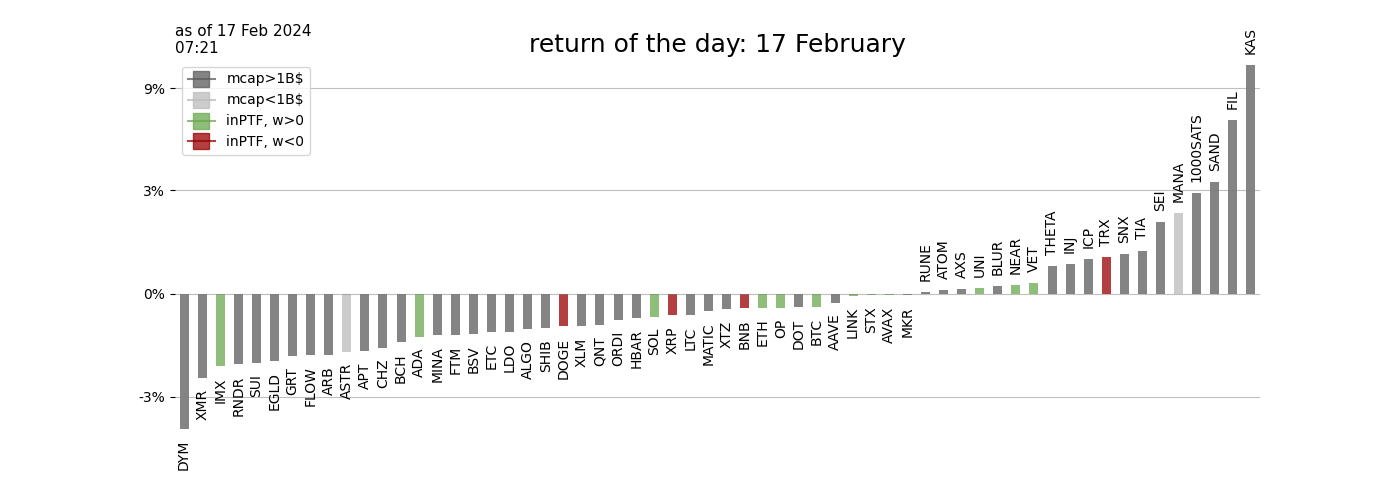 as of 17 Feb 2024
07:21
return of the day: 17 February
mcap>1B$
mcap<1B$
inPTF, w>0
inPTF, w<0
9%
3%
0%
-3%
DYM
XMR
IMX
RNDR
SUI
EGLD
GRT
FLOW
ARB
ASTR
APT
CHZ
BCH
ADA
MINA
FTM
BSV
ETC
LDO
ALGO
SHIB
DOGE
XLM
QNT
ORDI
HBAR
SOL
XRP
LTC
MATIC
XTZ
BNB
ETH
OP
DOT
BTC
AAVE
LINK
STX
AVAX
MKR
RUNE
ATOM
AXS
UNI
BLUR
NEAR
VET
THETA
INJ
ICP
TRX
SNX
TIA
SEI
MANA
1000SATS
SAND
FIL
KAS